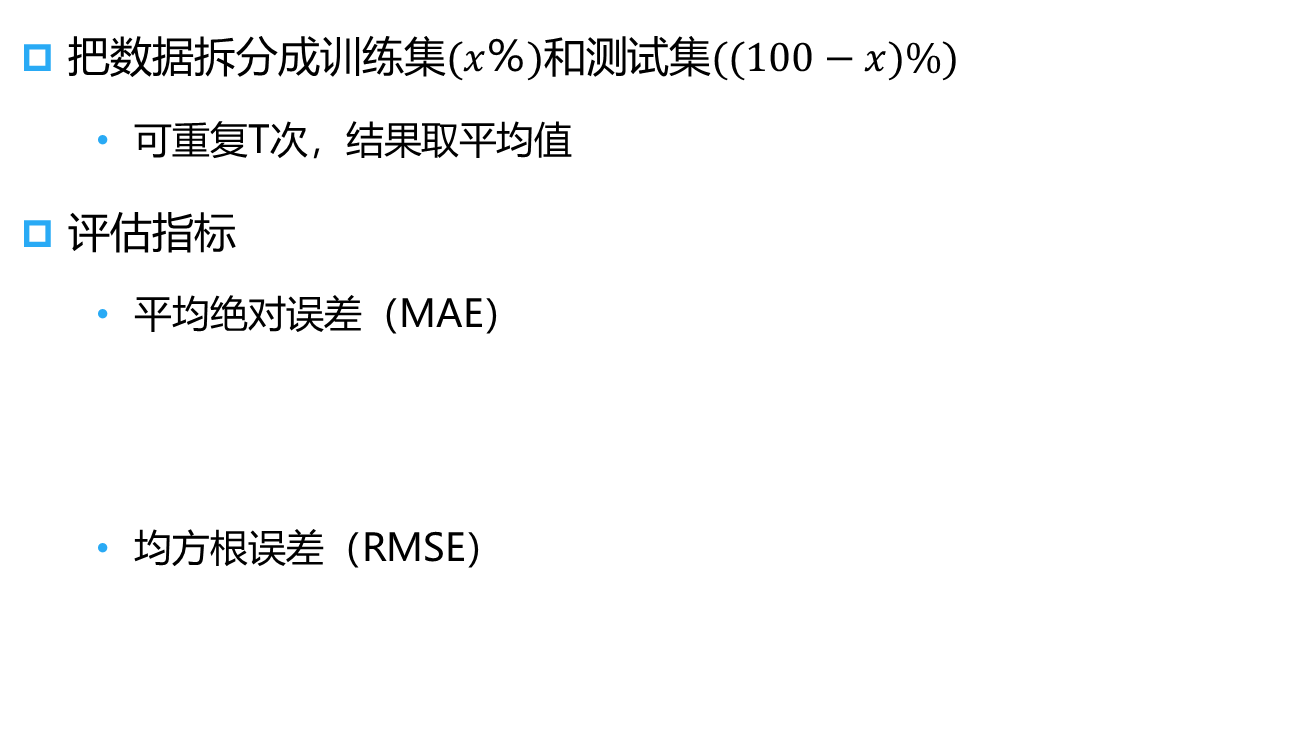 把数据拆分成训练集(𝑥%)和测试集((100 − 𝑥)%)
• 可重复T次，结果取平均值
评估指标
• 平均绝对误差（MAE）
• 均方根误差（RMSE）